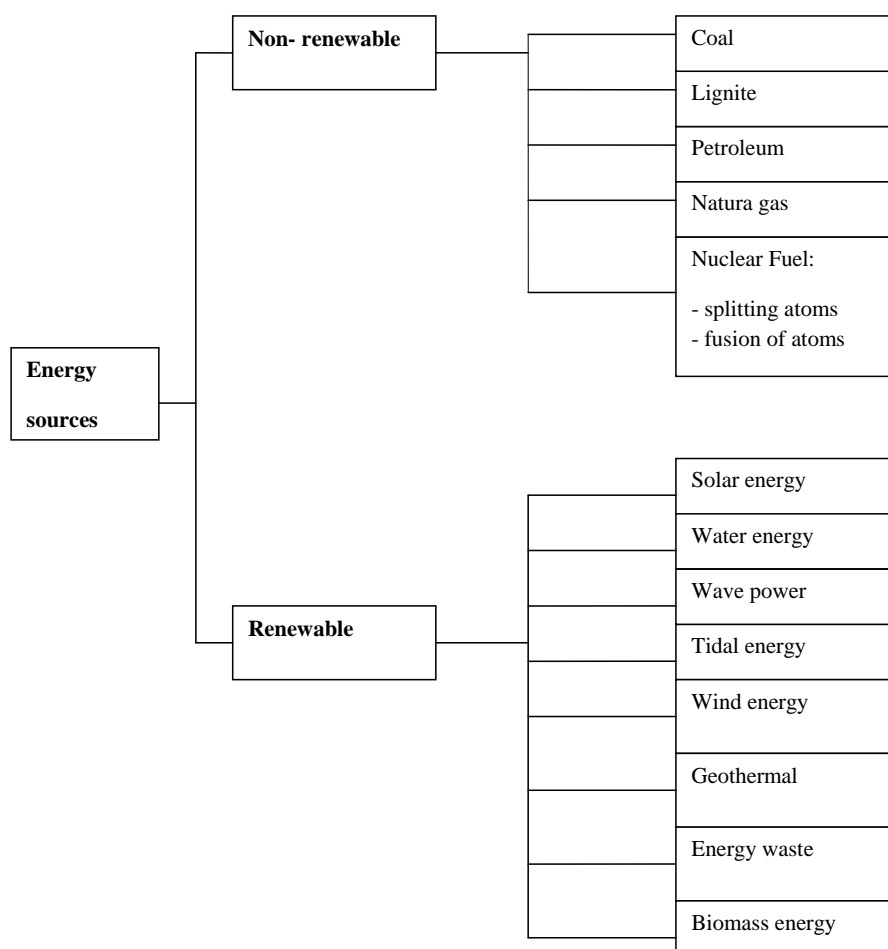 Non- renewable
Coal
Lignite
Petroleum
Natura gas
Nuclear Fuel:
- splitting atoms
- fusion of atoms
Energy
sources
Solar energy
Water energy
Wave power
Renewable
Tidal energy
Wind energy
Geothermal
Energy waste
Biomass energy